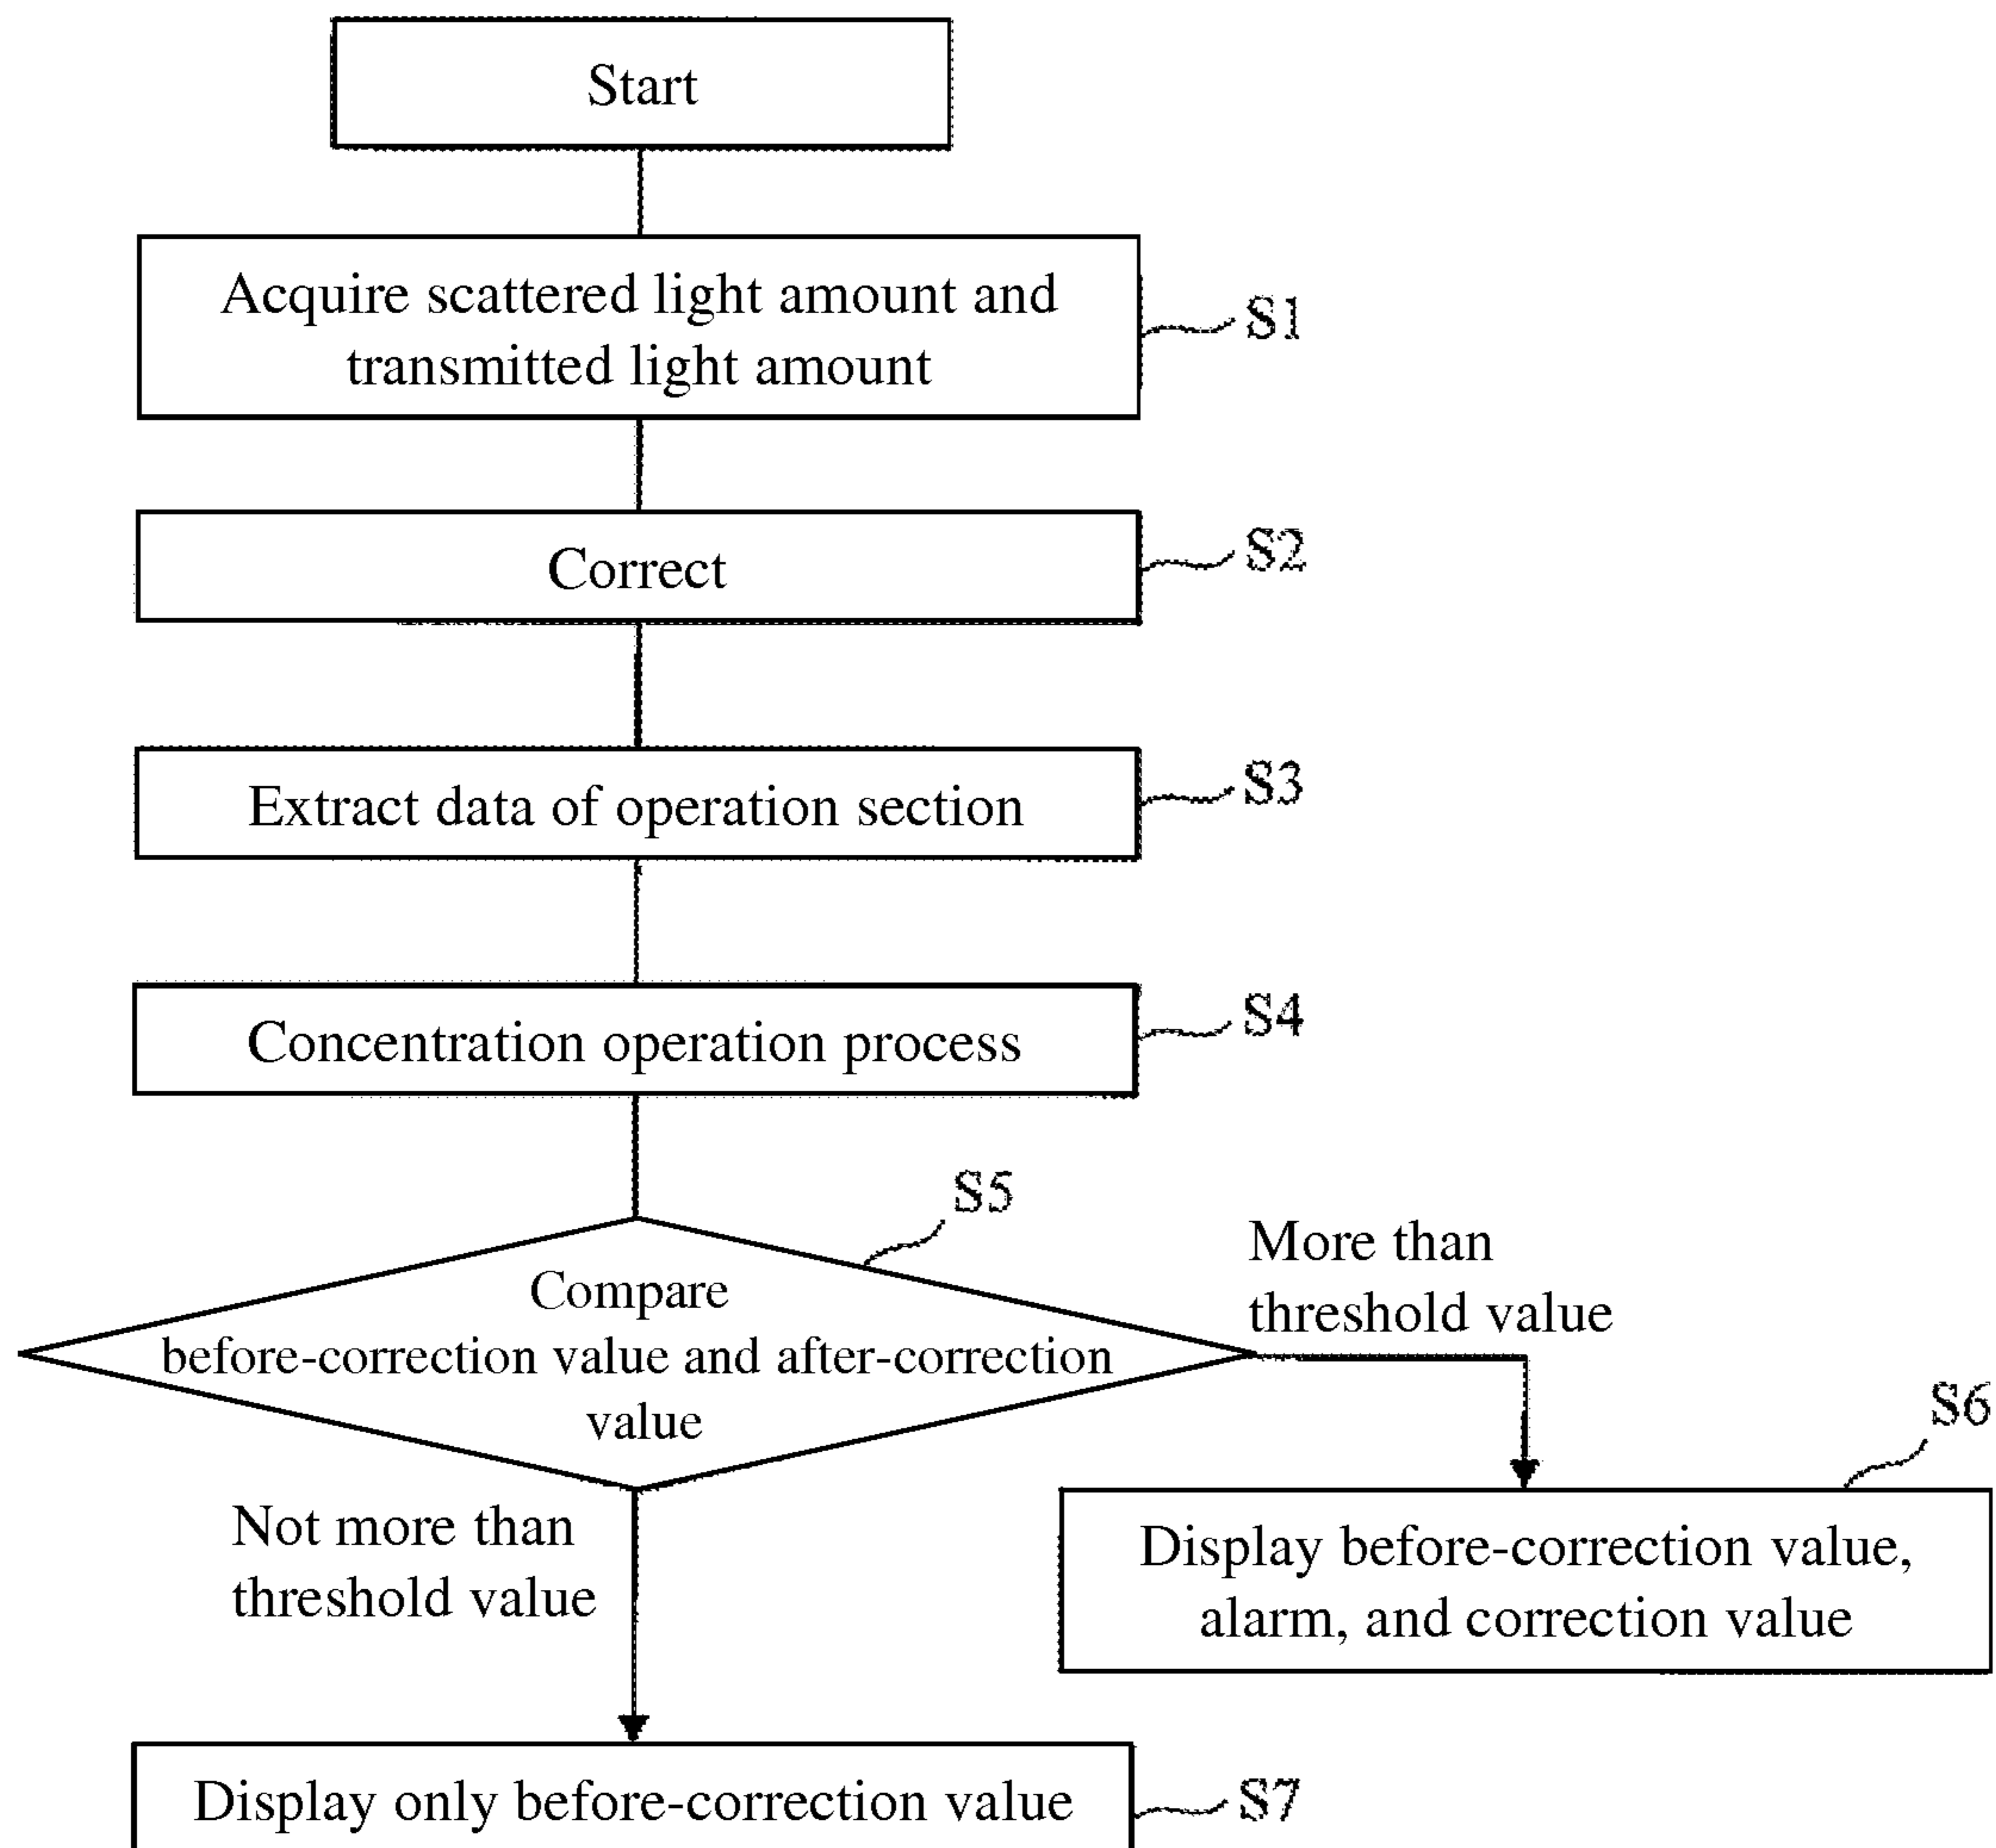 Start
Acquire scattered light amount and
transmitted light amount
S1
Correct
S2
Extract data of operation section
S3
Concentration operation process
S4
S5
Compare
before-correction value and after-correction
value
More than
threshold value
S6
Display before-correction value,
alarm, and correction value
Not more than
threshold value
Display only before-correction value
S7